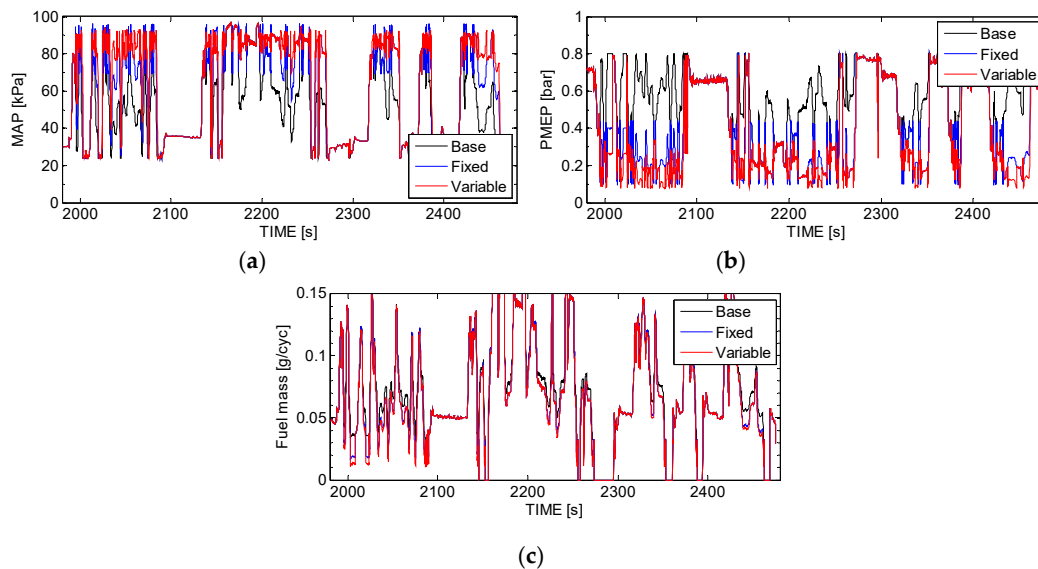 MAP [kPa]
100
80
60
40
20
0
2000 2100 2200 2300 2400
TIME [s]
Base
Fixed
Variable
(a)
PMEP [bar]
1
0.8
0.6
0.4
0.2
0
2000 2100 2200 2300 2400
TIME [s]
Base
Fixed
Variable
(b)
Fuel mass [g/cyc]
0.15
0.1
0.05
0
2000 2100 2200 2300 2400
TIME [s]
Base
Fixed
Variable
(c)